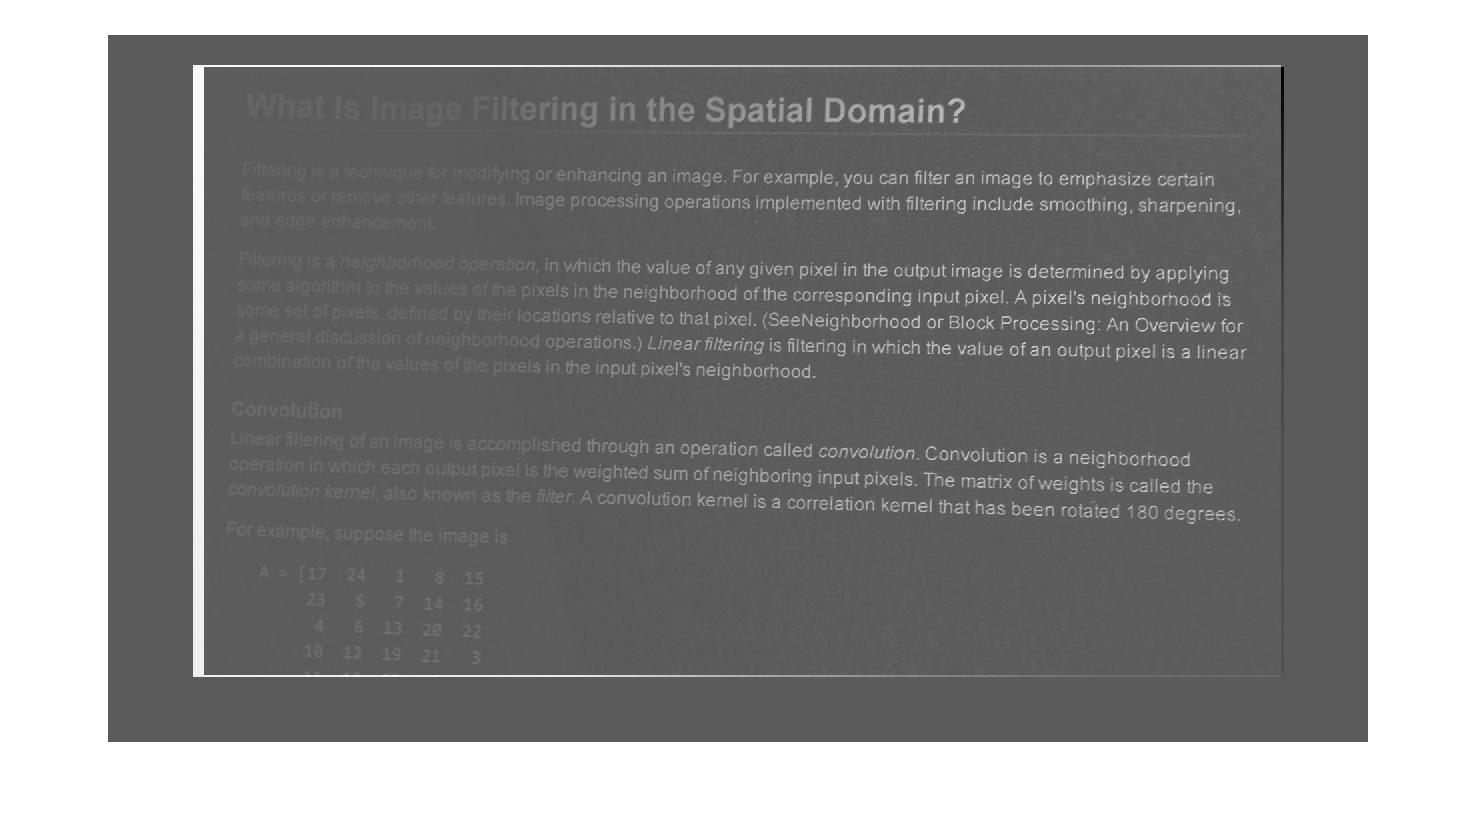 What Is Image Filtering in the Spatial Domain?
Filtering is a technique for modifying or enhancing an image. For example, you can filter an image to emphasize certain
features or remove other features. Image processing operations implemented with filtering include smoothing, sharpening,
and edge enhancement.
Filtering is a neighborhood operation, in which the value of any given pixel in the output image is determined by applying
some algorithm to the values of the pixels in the neighborhood of the corresponding input pixel. A pixel's neighborhood is
some set of pixels, defined by their locations relative to that pixel. (SeeNeighborhood or Block Processing: An Overview for
a general discussion of neighborhood operations.) Linear filtering is filtering in which the value of an output pixel is a linear
combination of the values of the pixels in the input pixel's neighborhood.
Convolution
Linear filtering of an image is accomplished through an operation called convolution. Convolution is a neighborhood
operation in which each output pixel is the weighted sum of neighboring input pixels. The matrix of weights is called the
convolution kernel, also known as the filter. A convolution kernel is a correlation kernel that has been rotated 180 degrees.
For example, suppose the image is
A = [17 24 1 8 15
23 5 7 14 16
4 6 13 20 22
10 12 19 21 3